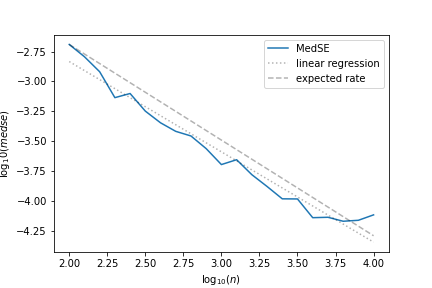 MedSE
linear regression
expected rate
log₁0(medse)
−2.75
−3.00
−3.25
−3.50
−3.75
−4.00
−4.25
2.00 2.25 2.50 2.75 3.00 3.25 3.50 3.75 4.00
log₁₀(n)